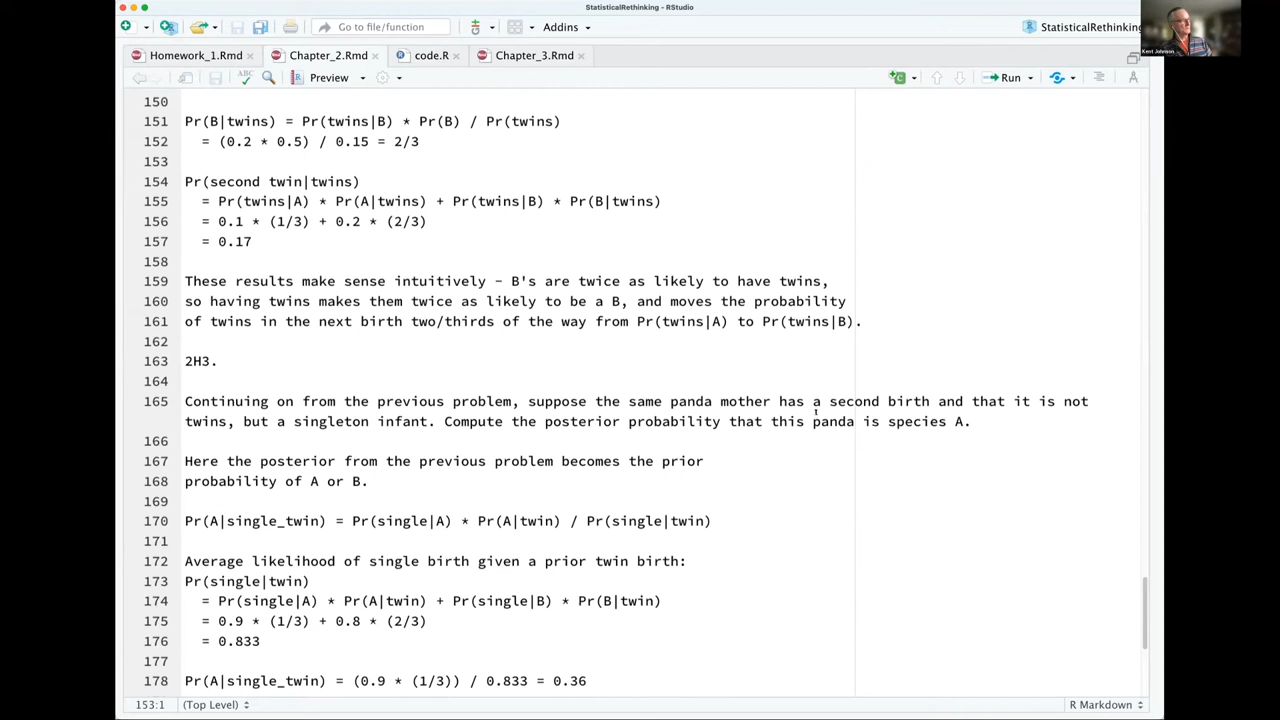 StatisticalRethinking - RStudio
Go to file/function
Addins
StatisticalRethinking
Kent Johnson
Homework_1.Rmd
Chapter_2.Rmd
code.R
Chapter_3.Rmd
ABC
Preview
Run
150
151 Pr(B|twins) = Pr(twins|B) * Pr(B) / Pr(twins)
152 = (0.2 * 0.5) / 0.15 = 2/3
153
154 Pr(second twin|twins)
155 = Pr(twins|A) * Pr(A|twins) + Pr(twins|B) * Pr(B|twins)
156 = 0.1 * (1/3) + 0.2 * (2/3)
157 = 0.17
158
159 These results make sense intuitively - B's are twice as likely to have twins,
160 so having twins makes them twice as likely to be a B, and moves the probability
161 of twins in the next birth two/thirds of the way from Pr(twins|A) to Pr(twins|B).
162
163 2H3.
164
165 Continuing on from the previous problem, suppose the same panda mother has a second birth and that it is not
twins, but a singleton infant. Compute the posterior probability that this panda is species A.
166
167 Here the posterior from the previous problem becomes the prior
168 probability of A or B.
169
170 Pr(A|single_twin) = Pr(single|A) * Pr(A|twin) / Pr(single|twin)
171
172 Average likelihood of single birth given a prior twin birth:
173 Pr(single|twin)
174 = Pr(single|A) * Pr(A|twin) + Pr(single|B) * Pr(B|twin)
175 = 0.9 * (1/3) + 0.8 * (2/3)
176 = 0.833
177
178 Pr(A|single_twin) = (0.9 * (1/3)) / 0.833 = 0.36
153:1
(Top Level)
R Markdown